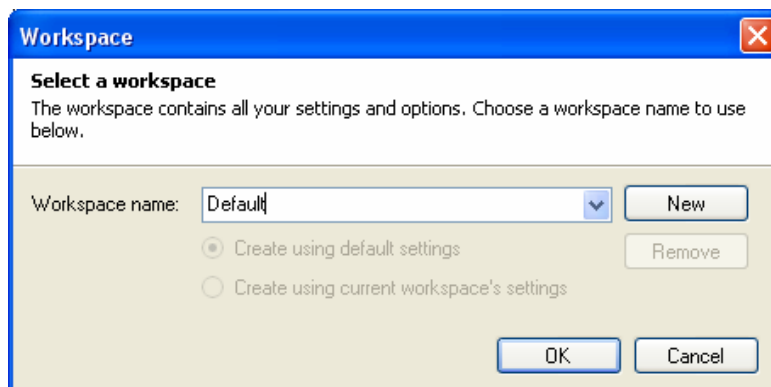 Workspace
Select a workspace
The workspace contains all your settings and options. Choose a workspace name to use
below.
Workspace name: Default New
Create using default settings Remove
Create using current workspace's settings
OK Cancel